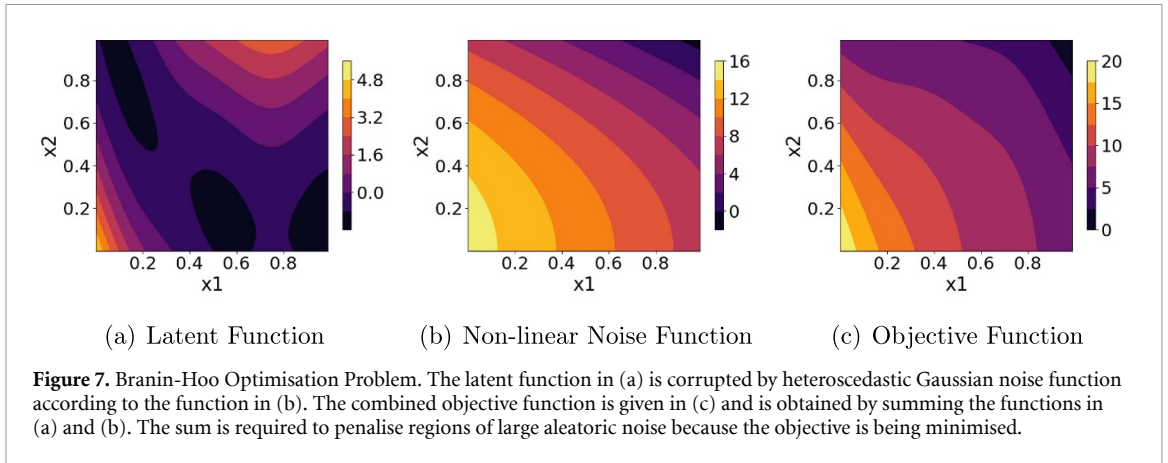 0.8
0.6
0.4
0.2
x2
0.2 0.4 0.6 0.8
x1
4.8
3.2
1.6
0.0
0.8
0.6
0.4
0.2
x2
0.2 0.4 0.6 0.8
x1
16
12
8
4
0
0.8
0.6
0.4
0.2
x2
0.2 0.4 0.6 0.8
x1
20
15
10
5
0
(a) Latent Function
(b) Non-linear Noise Function
(c) Objective Function
Figure 7. Branin-Hoo Optimisation Problem. The latent function in (a) is corrupted by heteroscedastic Gaussian noise function
according to the function in (b). The combined objective function is given in (c) and is obtained by summing the functions in
(a) and (b). The sum is required to penalise regions of large aleatoric noise because the objective is being minimised.